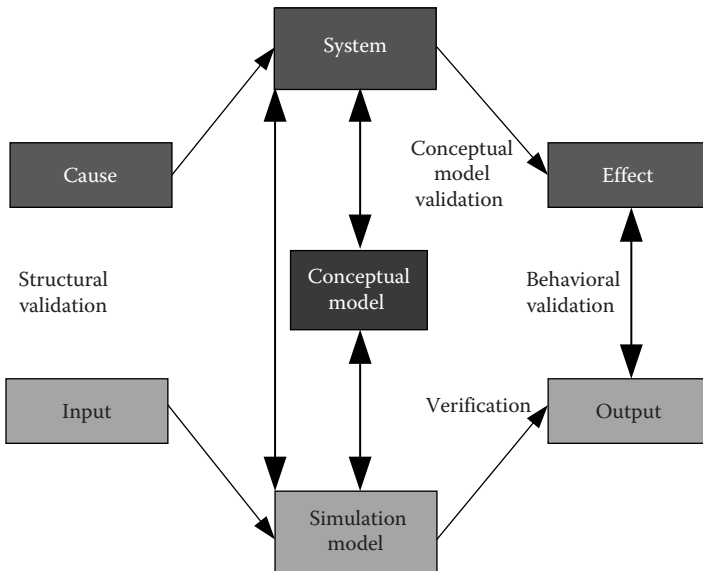 System
Cause
Conceptual
model
validation
Effect
Structural
validation
Conceptual
model
Behavioral
validation
Input
Verification
Output
Simulation
model